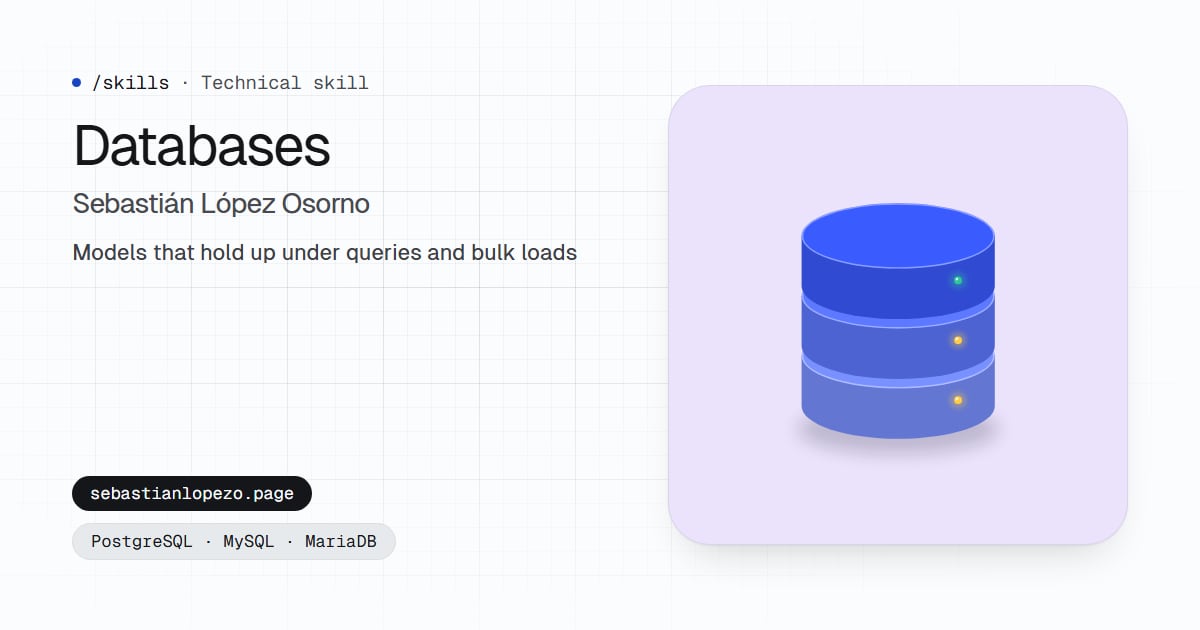 /skills · Technical skill
Databases
Sebastián López Osorno
Models that hold up under queries and bulk loads
sebastianlopezo.page
PostgreSQL · MySQL · MariaDB